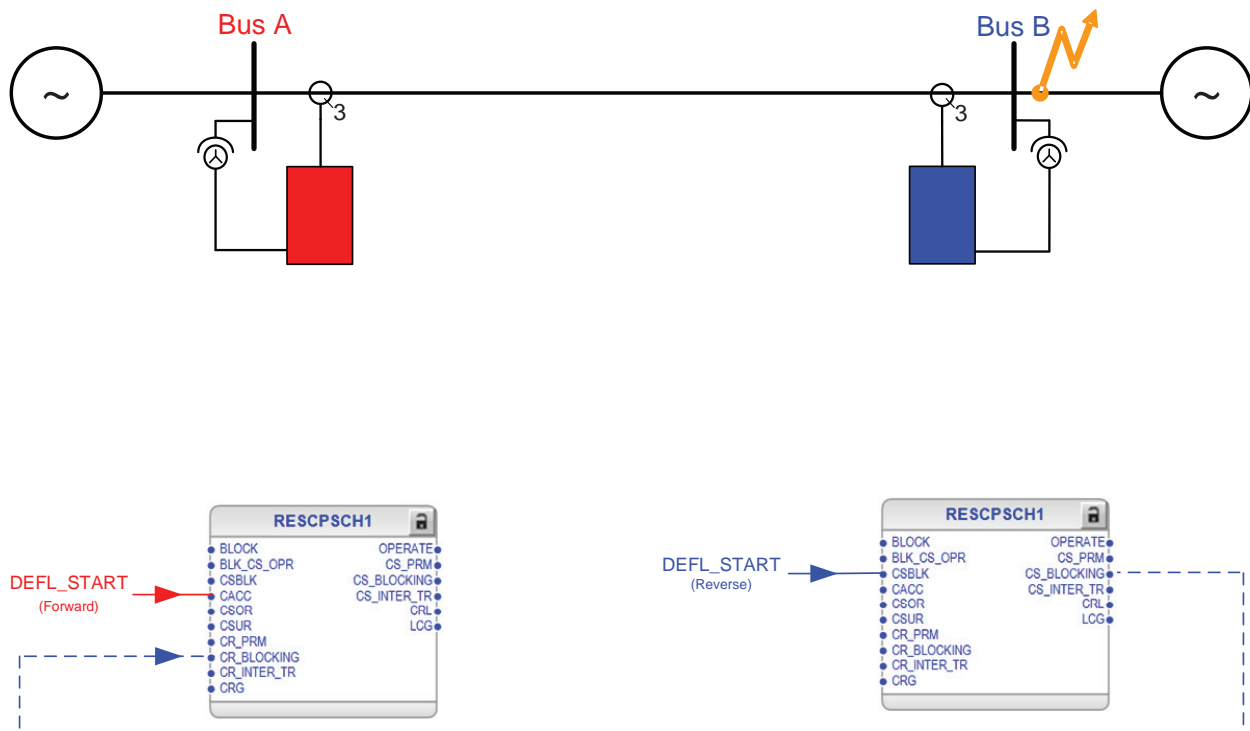 Bus A
Bus B
~
~
3
3
RESCPSCH1
BLOCK
BLK_CS_OPR
CSBLK
CACC
CSOR
CSUR
CR_PRM
CR_BLOCKING
CR_INTER_TR
CRG
OPERATE
CS_PRM
CS_BLOCKING
CS_INTER_TR
CRL
LCG
DEFL_START
(Forward)
RESCPSCH1
BLOCK
BLK_CS_OPR
CSBLK
CACC
CSOR
CSUR
CR_PRM
CR_BLOCKING
CR_INTER_TR
CRG
OPERATE
CS_PRM
CS_BLOCKING
CS_INTER_TR
CRL
LCG
DEFL_START
(Reverse)